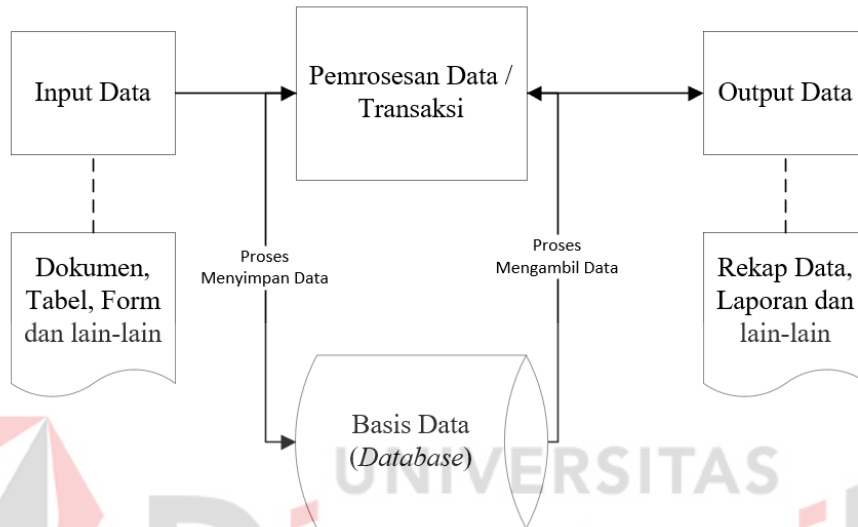 Input Data
Pemrosesan Data /
Transaksi
Output Data
Dokumen,
Tabel, Form
dan lain-lain
Proses
Menyimpan Data
Proses
Mengambil Data
Rekap Data,
Laporan dan
lain-lain
Basis Data
(Database)
UNIVERSITAS